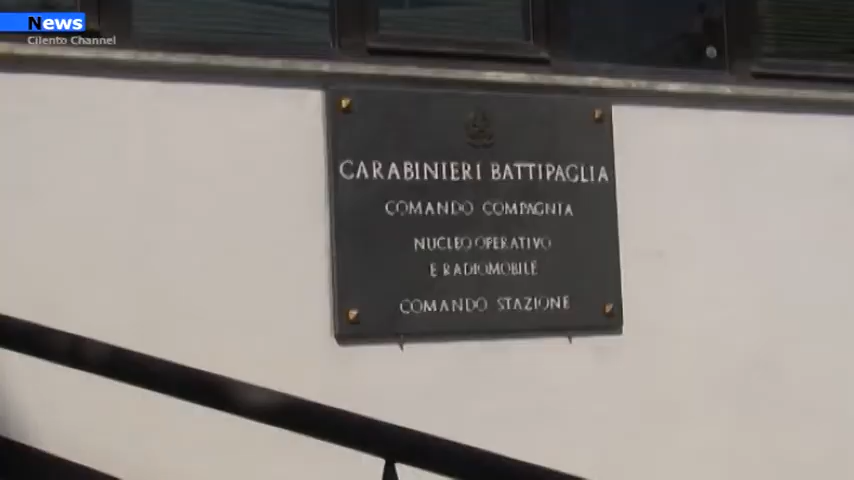 News
Cilento Channel
CARABINIERI BATTIPAGLIA
COMANDO COMPAGNIA
NUCLEO OPERATIVO
E RADIOMOBILE
COMANDO STAZIONE